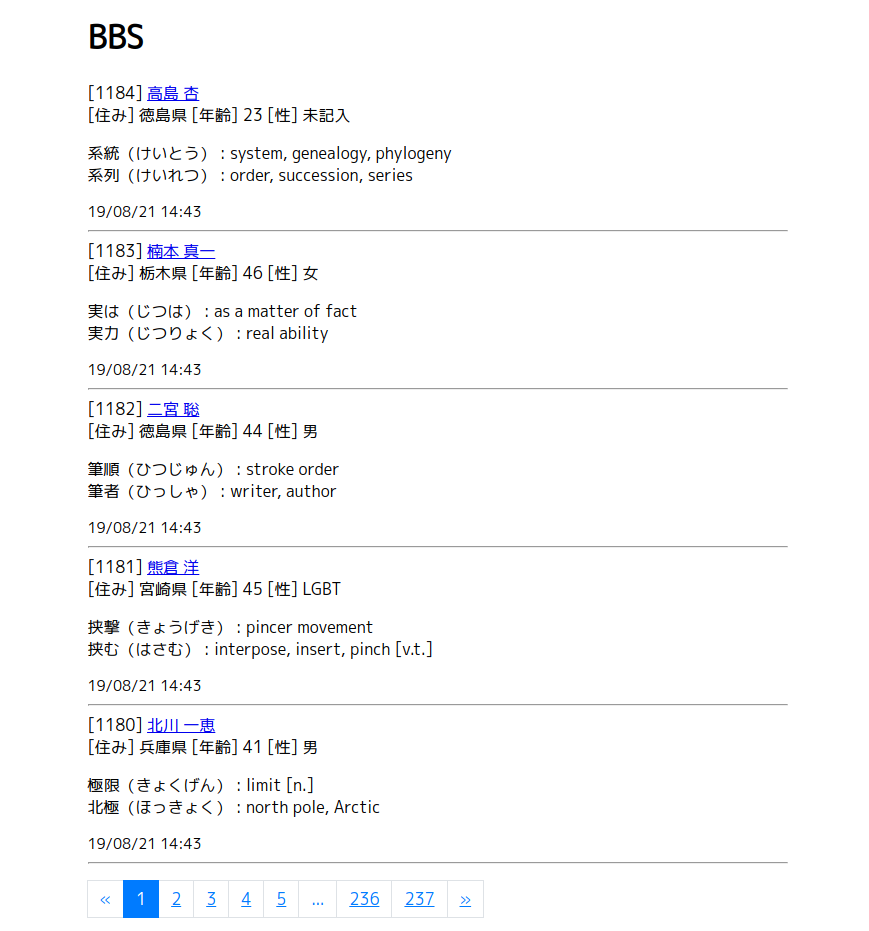 BBS
[1184] 高島 杏
[住み] 徳島県 [年齢] 23 [性] 未記入
系統（けいとう）：system, genealogy, phylogeny
系列（けいれつ）：order, succession, series
19/08/21 14:43
[1183] 楠本 真一
[住み] 栃木県 [年齢] 46 [性] 女
実は（じつは）：as a matter of fact
実力（じつりょく）：real ability
19/08/21 14:43
[1182] 二宮 聡
[住み] 徳島県 [年齢] 44 [性] 男
筆順（ひつじゅん）：stroke order
筆者（ひっしゃ）：writer, author
19/08/21 14:43
[1181] 熊倉 洋
[住み] 宮崎県 [年齢] 45 [性] LGBT
挟撃（きょうげき）：pincer movement
挟む（はさむ）：interpose, insert, pinch [v.t.]
19/08/21 14:43
[1180] 北川 一恵
[住み] 兵庫県 [年齢] 41 [性] 男
極限（きょくげん）：limit [n.]
北極（ほっきょく）：north pole, Arctic
19/08/21 14:43
« 1 2 3 4 5 ... 236 237 »